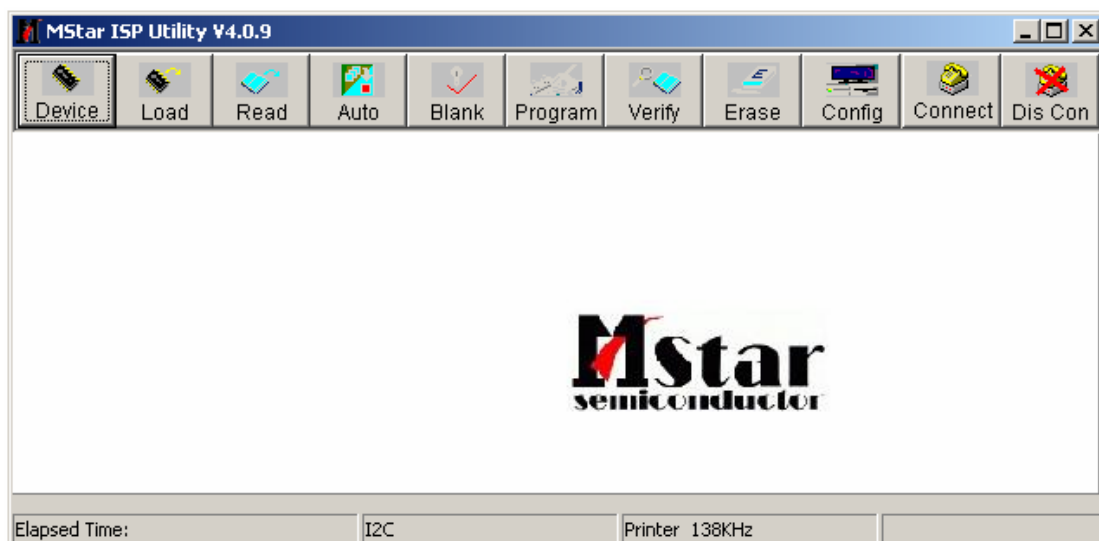 MStar ISP Utility V4.0.9
Device Load Read Auto Blank Program Verify Erase Config Connect Dis Con
Mstar
semiconductor
Elapsed Time: I2C Printer 138KHz